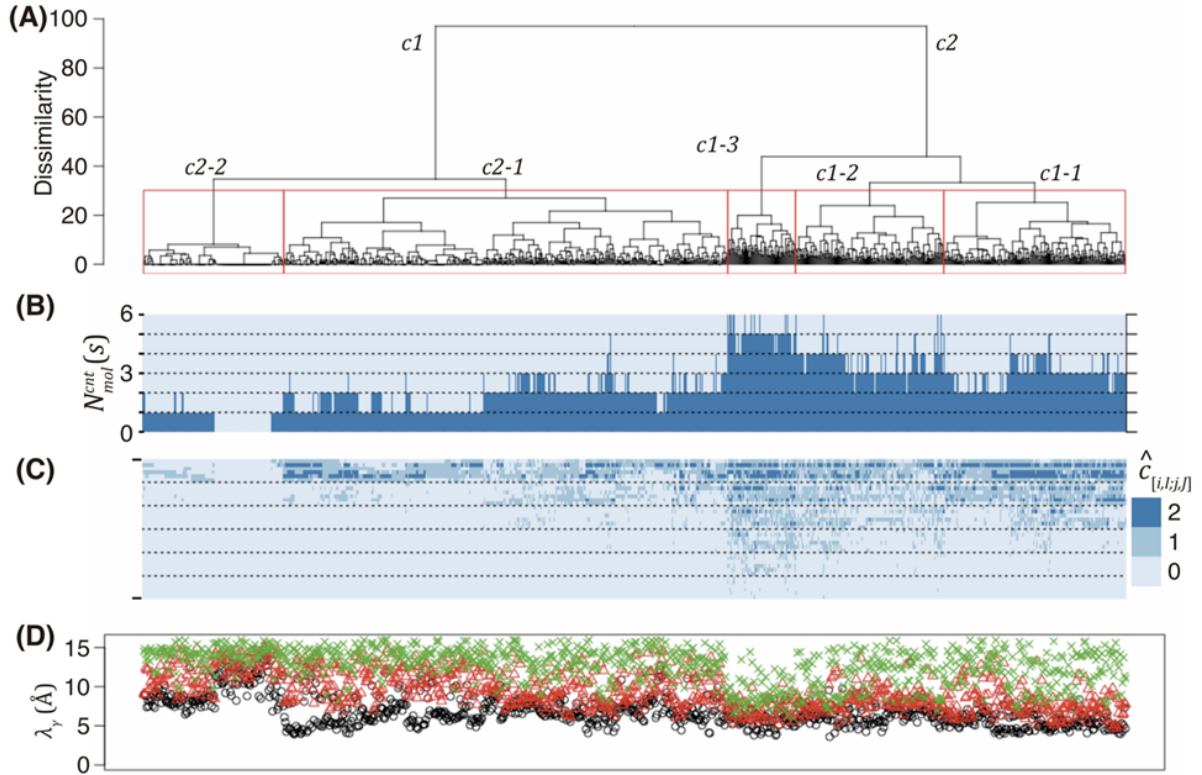 (A)
100
80
60
40
20
0
Dissimilarity
c1
c2
c2-2
c2-1
c1-3
c1-2
c1-1
(B)
6
3
0
N^{cnt}_{mol}(s)
(C)
ĉ_{[i,I;j,J]}
2
1
0
(D)
15
10
5
0
λ_γ (Å)